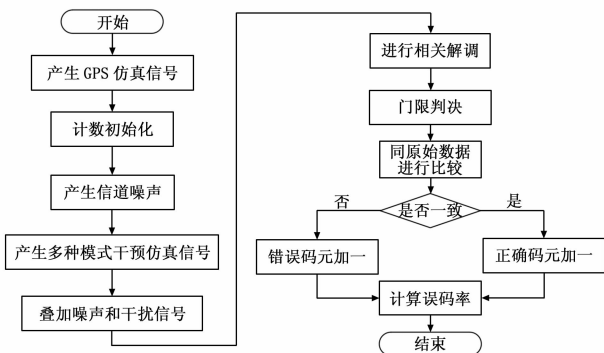 开始
产生 GPS 仿真信号
计数初始化
产生信道噪声
产生多种模式干预仿真信号
叠加噪声和干扰信号
进行相关解调
门限判决
同原始数据
进行比较
是否一致
否
是
错误码元加一
正确码元加一
计算误码率
结束